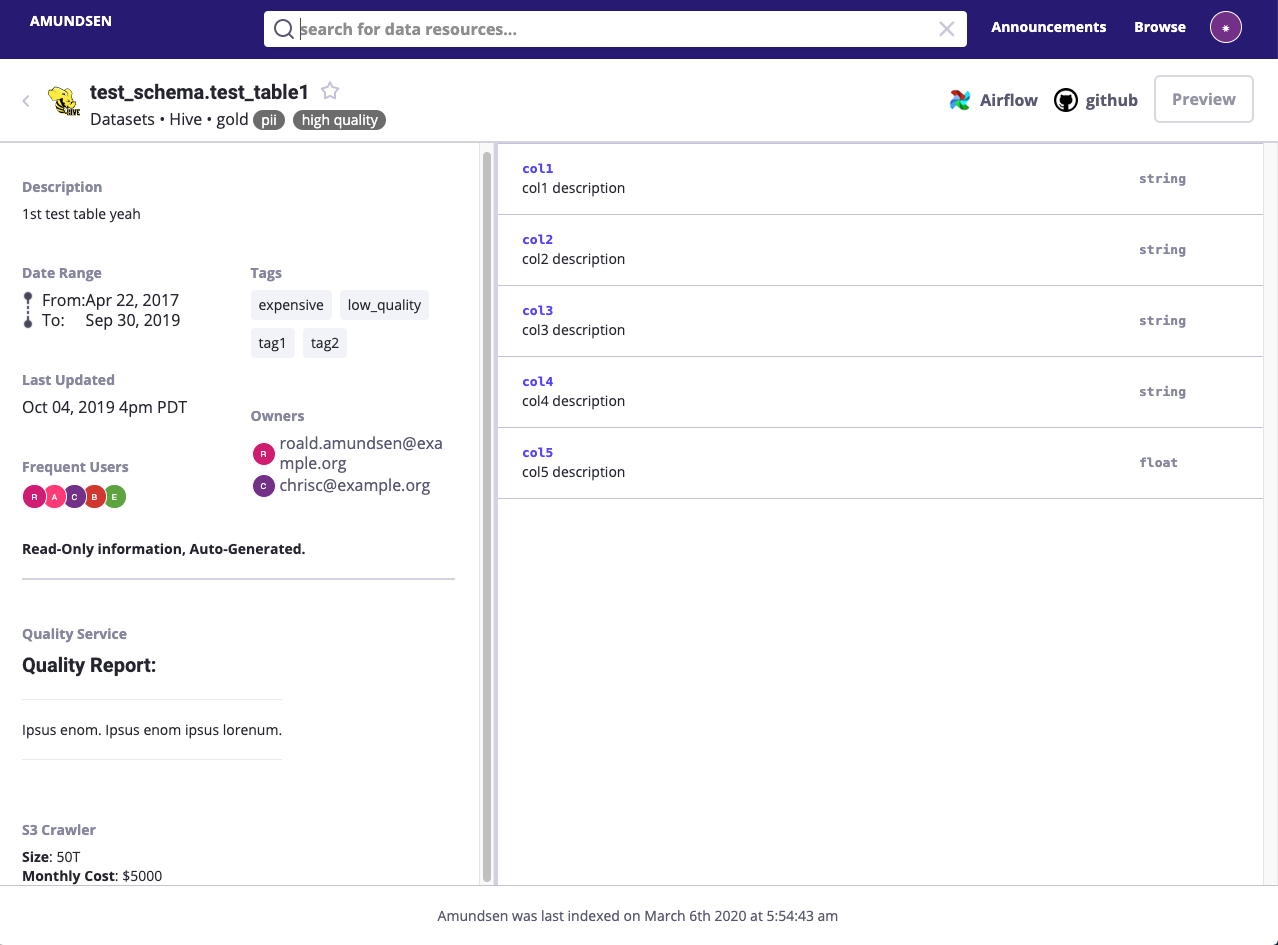 AMUNDSEN
search for data resources...
Announcements
Browse
test_schema.test_table1
Datasets • Hive • gold pii high quality
HIVE
Airflow
github
Preview
Description
1st test table yeah
Date Range
From:Apr 22, 2017
To: Sep 30, 2019
Last Updated
Oct 04, 2019 4pm PDT
Frequent Users
R A C B E
Tags
expensive low_quality
tag1 tag2
Owners
R roald.amundsen@exa
mple.org
C chrisc@example.org
Read-Only information, Auto-Generated.
Quality Service
Quality Report:
Ipsus enom. Ipsus enom ipsus lorenum.
S3 Crawler
Size: 50T
Monthly Cost: $5000
col1
col1 description
string
col2
col2 description
string
col3
col3 description
string
col4
col4 description
string
col5
col5 description
float
Amundsen was last indexed on March 6th 2020 at 5:54:43 am